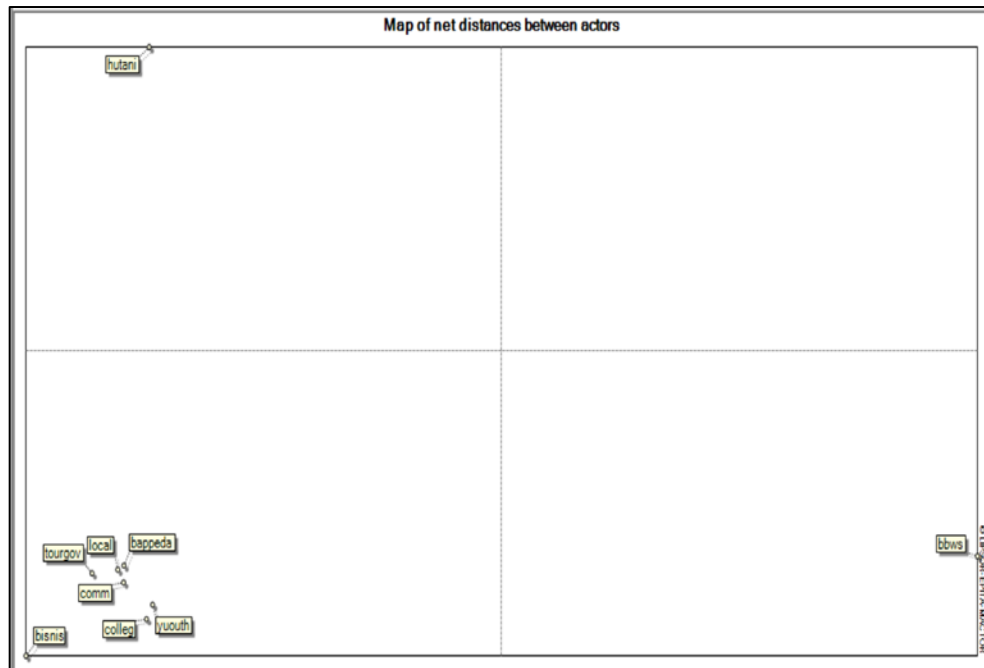 Map of net distances between actors
hutani
tourgov
local
bappeda
comm
colleg
yuouth
bisnis
bbws